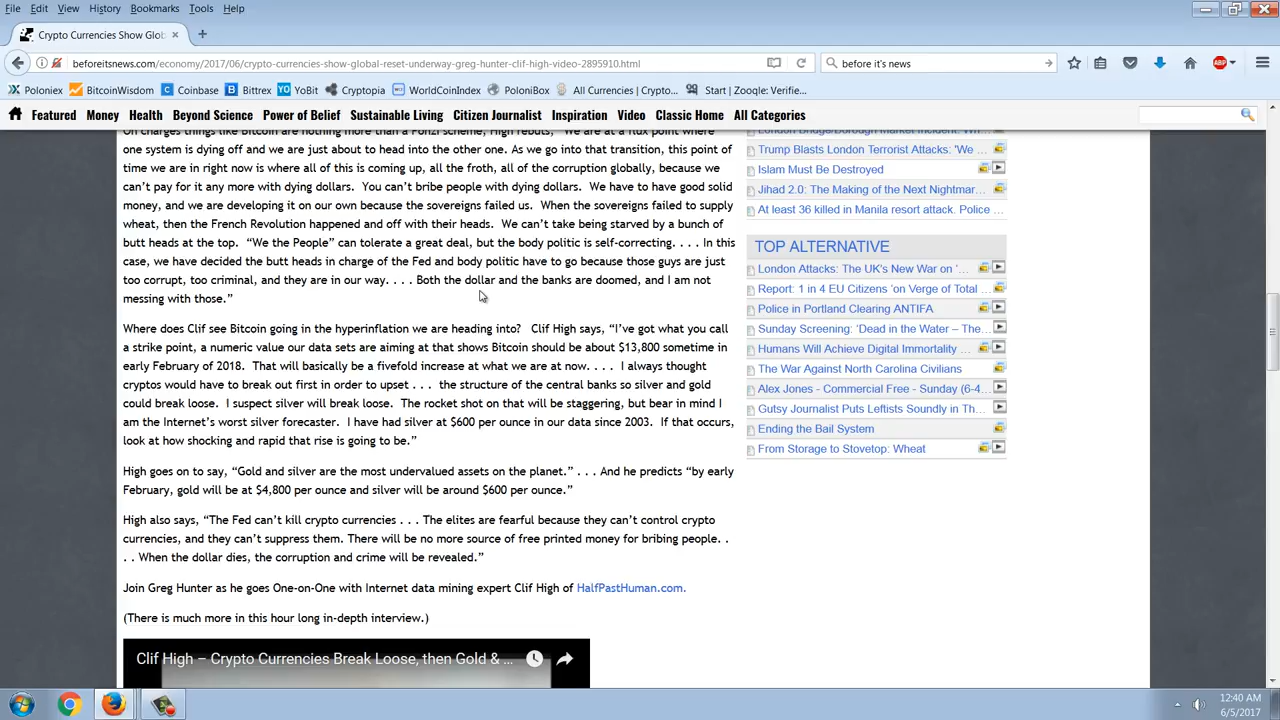 File Edit View History Bookmarks Tools Help
Crypto Currencies Show Glob
beforeitsnews.com/economy/2017/06/crypto-currencies-show-global-reset-underway-greg-hunter-clif-high-video-2895910.html
before it's news
ABP
Poloniex BitcoinWisdom Coinbase Bittrex YoBit Cryptopia WorldCoinIndex PoloniBox All Currencies | Crypto... Start | Zooqle: Verifie...
Featured Money Health Beyond Science Power of Belief Sustainable Living Citizen Journalist Inspiration Video Classic Home All Categories
On charges things like Bitcoin are nothing more than a Ponzi scheme, High rebuts, “We are at a flux point where
one system is dying off and we are just about to head into the other one. As we go into that transition, this point of
time we are in right now is where all of this is coming up, all the froth, all of the corruption globally, because we
can’t pay for it any more with dying dollars. You can’t bribe people with dying dollars. We have to have good solid
money, and we are developing it on our own because the sovereigns failed us. When the sovereigns failed to supply
wheat, then the French Revolution happened and off with their heads. We can’t take being starved by a bunch of
butt heads at the top. “We the People” can tolerate a great deal, but the body politic is self-correcting. . . . In this
case, we have decided the butt heads in charge of the Fed and body politic have to go because those guys are just
too corrupt, too criminal, and they are in our way. . . . Both the dollar and the banks are doomed, and I am not
messing with those.”
Where does Clif see Bitcoin going in the hyperinflation we are heading into? Clif High says, “I’ve got what you call
a strike point, a numeric value our data sets are aiming at that shows Bitcoin should be about $13,800 sometime in
early February of 2018. That will basically be a fivefold increase at what we are at now. . . . I always thought
cryptos would have to break out first in order to upset . . . the structure of the central banks so silver and gold
could break loose. I suspect silver will break loose. The rocket shot on that will be staggering, but bear in mind I
am the Internet’s worst silver forecaster. I have had silver at $600 per ounce in our data since 2003. If that occurs,
look at how shocking and rapid that rise is going to be.”
High goes on to say, “Gold and silver are the most undervalued assets on the planet.” . . . And he predicts “by early
February, gold will be at $4,800 per ounce and silver will be around $600 per ounce.”
High also says, “The Fed can’t kill crypto currencies . . . The elites are fearful because they can’t control crypto
currencies, and they can’t suppress them. There will be no more source of free printed money for bribing people. .
. . When the dollar dies, the corruption and crime will be revealed.”
Join Greg Hunter as he goes One-on-One with Internet data mining expert Clif High of HalfPastHuman.com.
(There is much more in this hour long in-depth interview.)
Clif High – Crypto Currencies Break Loose, then Gold & ...
London Bridge/Borough Market Incident: Wh...
Trump Blasts London Terrorist Attacks: 'We ...
Islam Must Be Destroyed
Jihad 2.0: The Making of the Next Nightmar...
At least 36 killed in Manila resort attack. Police ...
TOP ALTERNATIVE
London Attacks: The UK’s New War on ‘...
Report: 1 in 4 EU Citizens ‘on Verge of Total ...
Police in Portland Clearing ANTIFA
Sunday Screening: ‘Dead in the Water – The...
Humans Will Achieve Digital Immortality ...
The War Against North Carolina Civilians
Alex Jones - Commercial Free - Sunday (6-4...
Gutsy Journalist Puts Leftists Soundly in Th...
Ending the Bail System
From Storage to Stovetop: Wheat
12:40 AM
6/5/2017